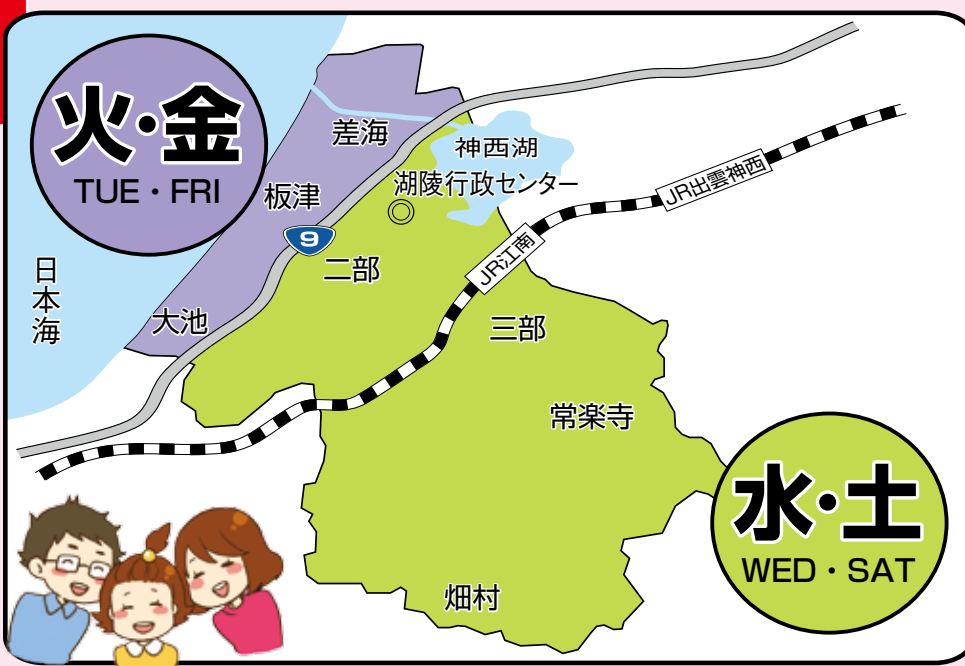 火・金
TUE・FRI
差海
神西湖
湖陵行政センター
板津
JR出雲神西
9
二部
JR江南
日本海
大池
三部
常楽寺
水・土
WED・SAT
畑村